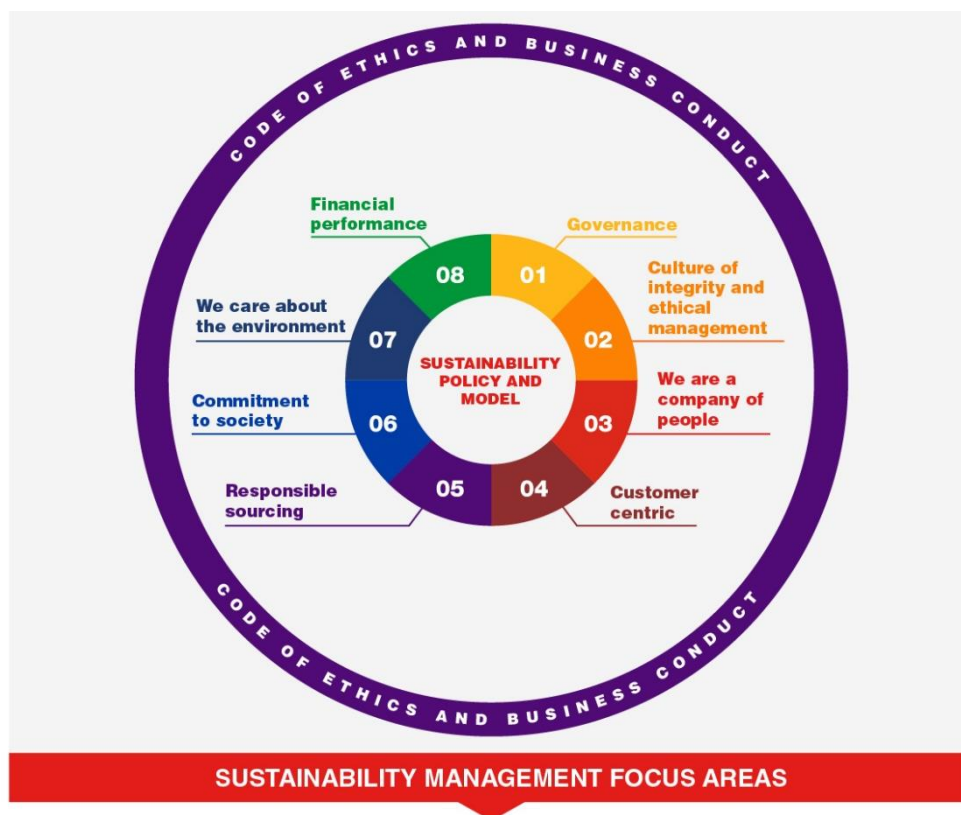 CODE OF ETHICS AND BUSINESS CONDUCT
Financial
performance
08
01
Governance
Culture of
integrity and
ethical
management
02
We are a
company of
people
03
Customer
centric
04
Responsible
sourcing
05
Commitment
to society
06
We care about
the environment
07
SUSTAINABILITY
POLICY AND
MODEL
CODE OF ETHICS AND BUSINESS CONDUCT
SUSTAINABILITY MANAGEMENT FOCUS AREAS